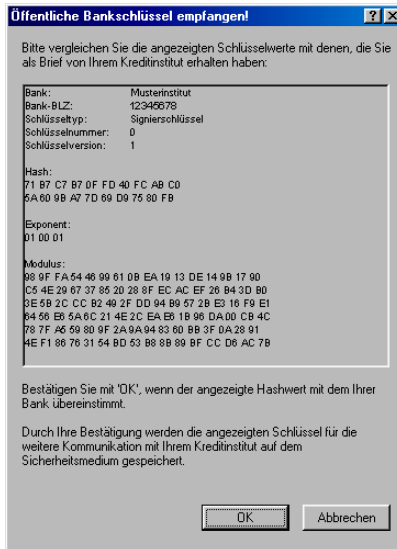 Öffentliche Bankschlüssel empfangen!
Bitte vergleichen Sie die angezeigten Schlüsselwerte mit denen, die Sie
als Brief von Ihrem Kreditinstitut erhalten haben:
Bank: Musterinstitut
Bank-BLZ: 12345678
Schlüsseltyp: Signierschlüssel
Schlüsselnummer: 0
Schlüsselversion: 1
Hash:
71 B7 C7 B7 0F FD 40 FC AB C0
5A 60 9B A7 7D 69 D9 75 80 FB
Exponent:
01 00 01
Modulus:
98 9F FA 54 46 99 61 0B EA 19 13 DE 14 9B 17 90
C5 4E 29 67 37 85 20 28 8F EC AC EF 26 B4 3D B0
3E 5B 2C CC B2 49 2F DD 94 B9 57 2B E3 16 F9 E1
64 56 E6 5A 6C 21 4E 2C EA E6 1B 96 DA 00 CB 4C
78 7F A5 59 80 9F 2A 9A 94 83 60 BB 3F 0A 28 91
4E F1 86 76 31 54 BD 53 B8 8B 89 BF CC D6 AC 7B
Bestätigen Sie mit 'OK', wenn der angezeigte Hashwert mit dem Ihrer
Bank übereinstimmt.
Durch Ihre Bestätigung werden die angezeigten Schlüssel für die
weitere Kommunikation mit Ihrem Kreditinstitut auf dem
Sicherheitsmedium gespeichert.
OK Abbrechen